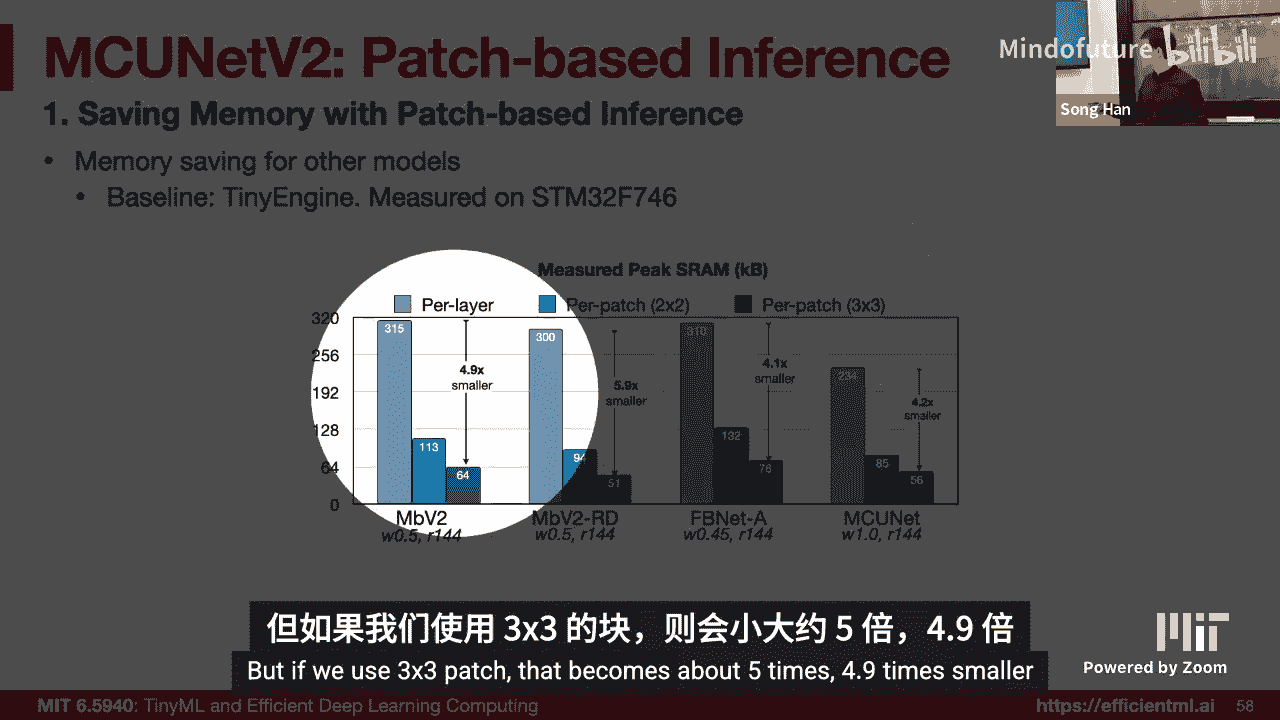 MCUNetV2: Patch-based Inference
Mindofuture bilibili
Song Han
1. Saving Memory with Patch-based Inference
• Memory saving for other models
• Baseline: TinyEngine. Measured on STM32F746
Measured Peak SRAM (kB)
Per-layer Per-patch (2x2) Per-patch (3x3)
320
256
192
128
64
0
315
113
64
4.9x
smaller
300
94
51
5.9x
smaller
310
132
76
4.1x
smaller
85
56
4.2x
smaller
MbV2 MbV2-RD FBNet-A MCUNet
w0.5, r144 w0.5, r144 w0.45, r144 w1.0, r144
但如果我们使用 3x3 的块，则会小大约 5 倍，4.9 倍
But if we use 3x3 patch, that becomes about 5 times, 4.9 times smaller
MIT
Powered by Zoom
MIT 6.5940: TinyML and Efficient Deep Learning Computing
https://efficientml.ai 58